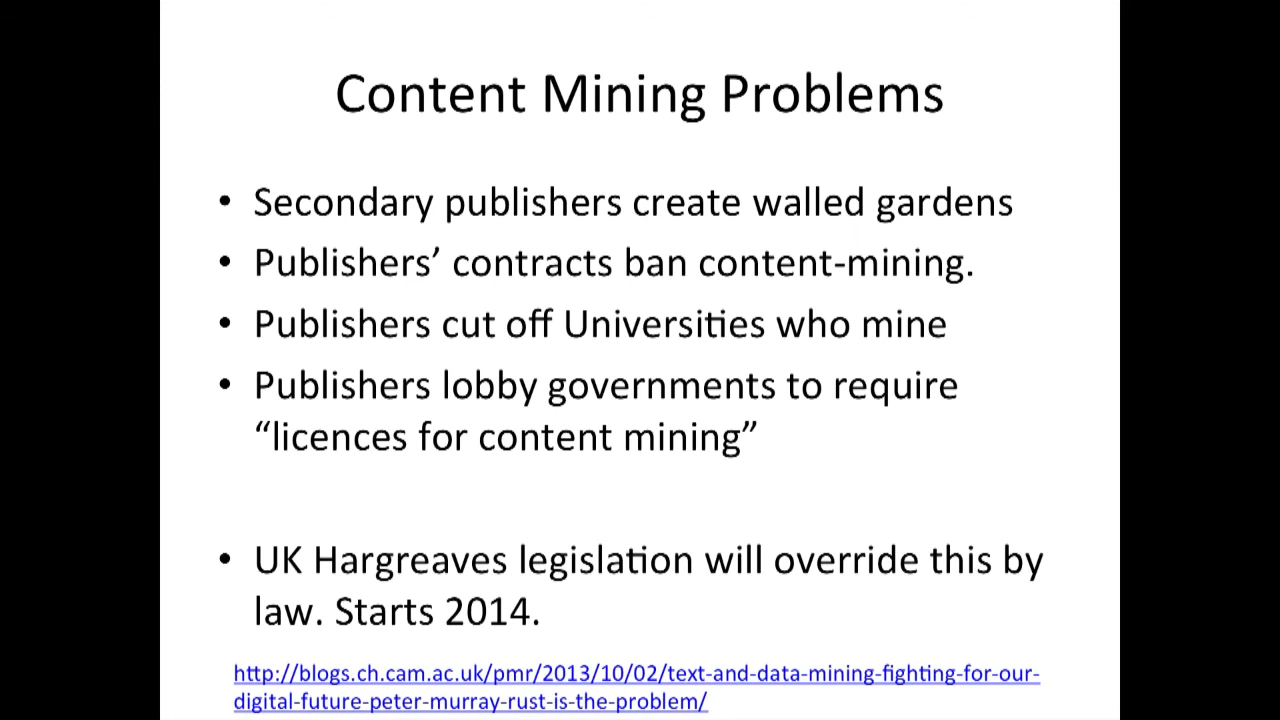 Content Mining Problems
• Secondary publishers create walled gardens
• Publishers’ contracts ban content-mining.
• Publishers cut off Universities who mine
• Publishers lobby governments to require
“licences for content mining”
• UK Hargreaves legislation will override this by
law. Starts 2014.
http://blogs.ch.cam.ac.uk/pmr/2013/10/02/text-and-data-mining-fighting-for-our-
digital-future-peter-murray-rust-is-the-problem/